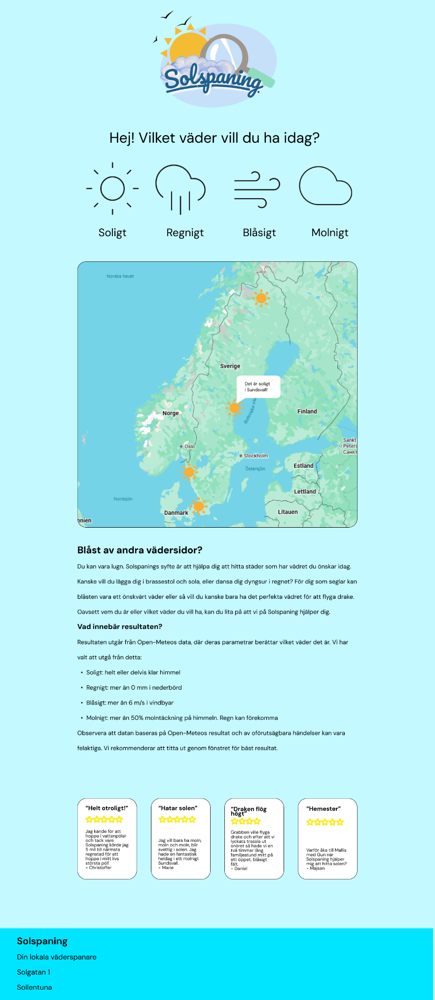 Solspaning
Hej! Vilket väder vill du ha idag?
Soligt
Regnigt
Blåsigt
Molnigt
Norska havet
Sverige
Det är soligt
i Sundsvall!
Norge
Finland
Oslo
Stockholm
Sankt
Peters
Санкт
Estland
Östersjön
Lettland
Nordsjön
Danmark
Litauen
nnien
Blåst av andra vädersidor?
Du kan vara lugn. Solspanings syfte är att hjälpa dig att hitta städer som har vädret du önskar idag.
Kanske vill du lägga dig i brassestol och sola, eller dansa dig dyngsur i regnet? För dig som seglar kan
blåsten vara ett önskvärt väder eller så vill du kanske bara ha det perfekta vädret för att flyga drake.
Oavsett vem du är eller vilket väder du vill ha, kan du lita på att vi på Solspaning hjälper dig.
Vad innebär resultaten?
Resultaten utgår från Open-Meteos data, där deras parametrar berättar vilket väder det är. Vi har
valt att utgå från detta:
• Soligt: helt eller delvis klar himmel
• Regnigt: mer än 0 mm i nederbörd
• Blåsigt: mer än 6 m/s i vindbyar
• Molnigt: mer än 50% molntäckning på himmeln. Regn kan förekomma
Observera att datan baseras på Open-Meteos resultat och av oförutsägbara händelser kan vara
felaktiga. Vi rekommenderar att titta ut genom fönstret för bäst resultat.
“Helt otroligt!”
Jag kände för att
hoppa i vattenpölar
och tack vare
Solspaning körde jag
5 mil till närmsta
regnstad för att
hoppa i mitt livs
största pöl!
- Christoffer
“Hatar solen”
Jag vill bara ha moln,
moln och moln, blir
svettig i solen. Jag
hade en fantastisk
heldag i ett molnigt
Sundsvall.
- Marie
“Draken flög
högt”
Grabben ville flyga
drake och efter att vi
lyckats trassla ut
snöret så hade vi en
två timmar lång
familjestund mitt på
ett öppet, blåsigt
fält.
- Daniel
“Hemester”
Varför åka till Mallis
med Gun när
Solspaning hjälper
mig att hitta solen?
- Majsan
Solspaning
Din lokala väderspanare
Solgatan 1
Sollentuna